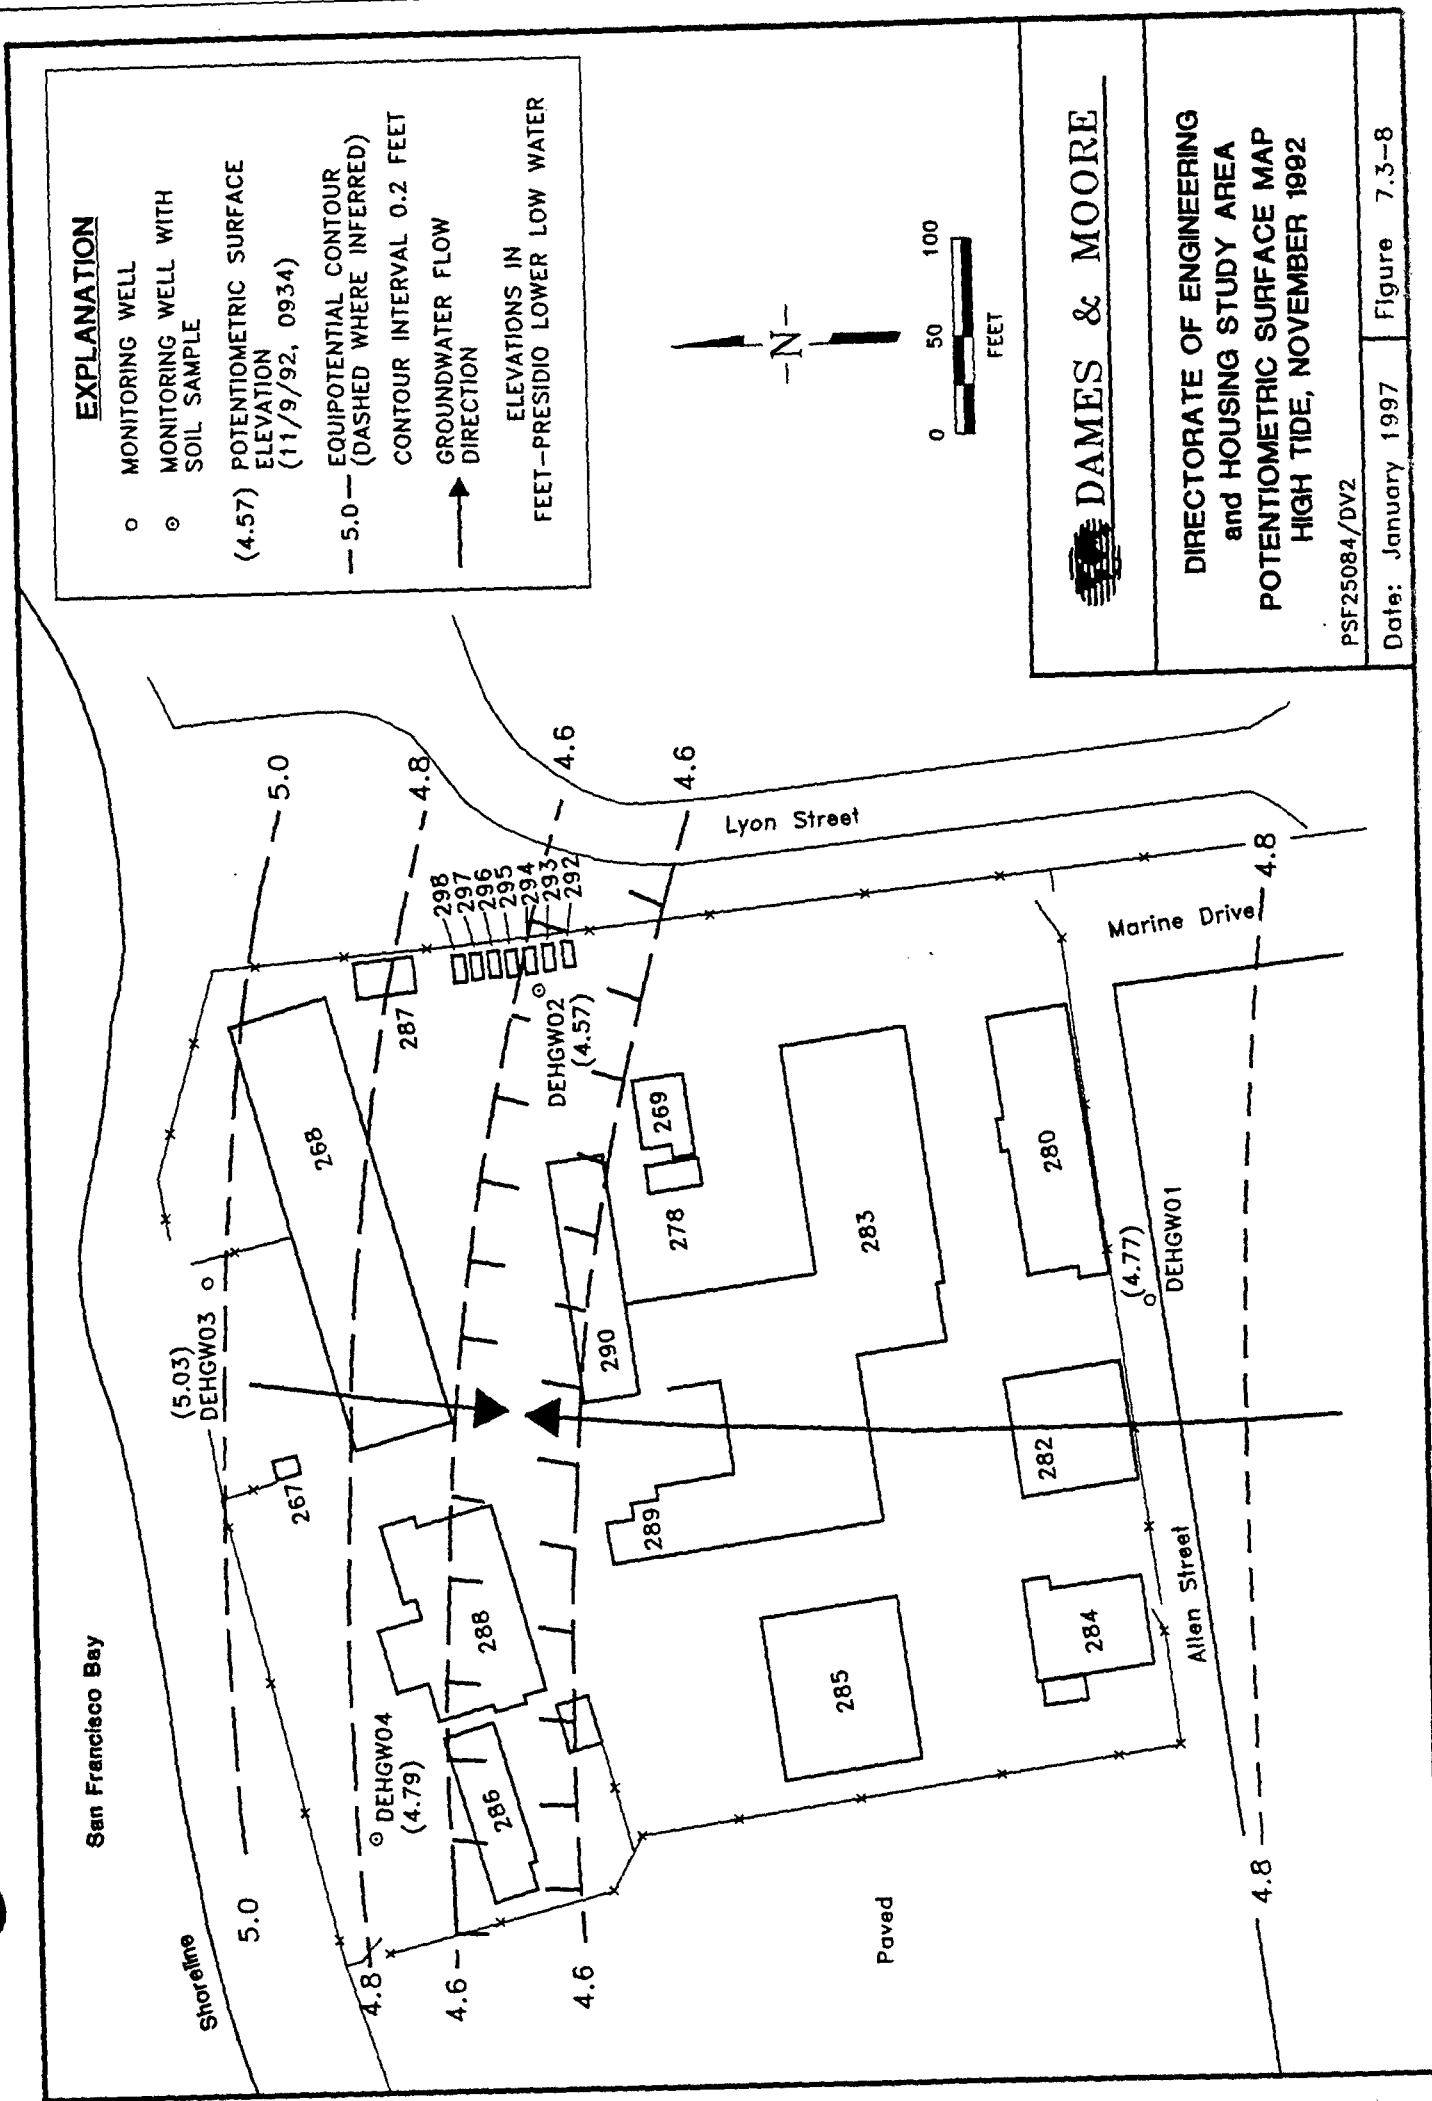 EXPLANATION
MONITORING WELL
MONITORING WELL WITH
SOIL SAMPLE
(4.57) POTENTIOMETRIC SURFACE
ELEVATION
(11/9/92, 0934)
5.0 EQUIPOTENTIAL CONTOUR
(DASHED WHERE INFERRED)
CONTOUR INTERVAL 0.2 FEET
GROUNDWATER FLOW
DIRECTION
ELEVATIONS IN
FEET-PRESIDIO LOWER LOW WATER
-N-
0 50 100
FEET
DAMES & MOORE
DIRECTORATE OF ENGINEERING
and HOUSING STUDY AREA
POTENTIOMETRIC SURFACE MAP
HIGH TIDE, NOVEMBER 1992
PSF25084/DV2
Date: January 1997
Figure 7.3-8
San Francisco Bay
Shoreline
5.0
5.0
4.8
4.8
4.6
4.6
4.6
4.6
4.8
4.8
(5.03)
DEHGW03
DEHGW04
(4.79)
DEHGW02
(4.57)
(4.77)
DEHGW01
267
268
287
298
297
296
295
294
293
292
288
286
290
269
278
289
283
285
280
282
284
Lyon Street
Marine Drive
Allen Street
Paved